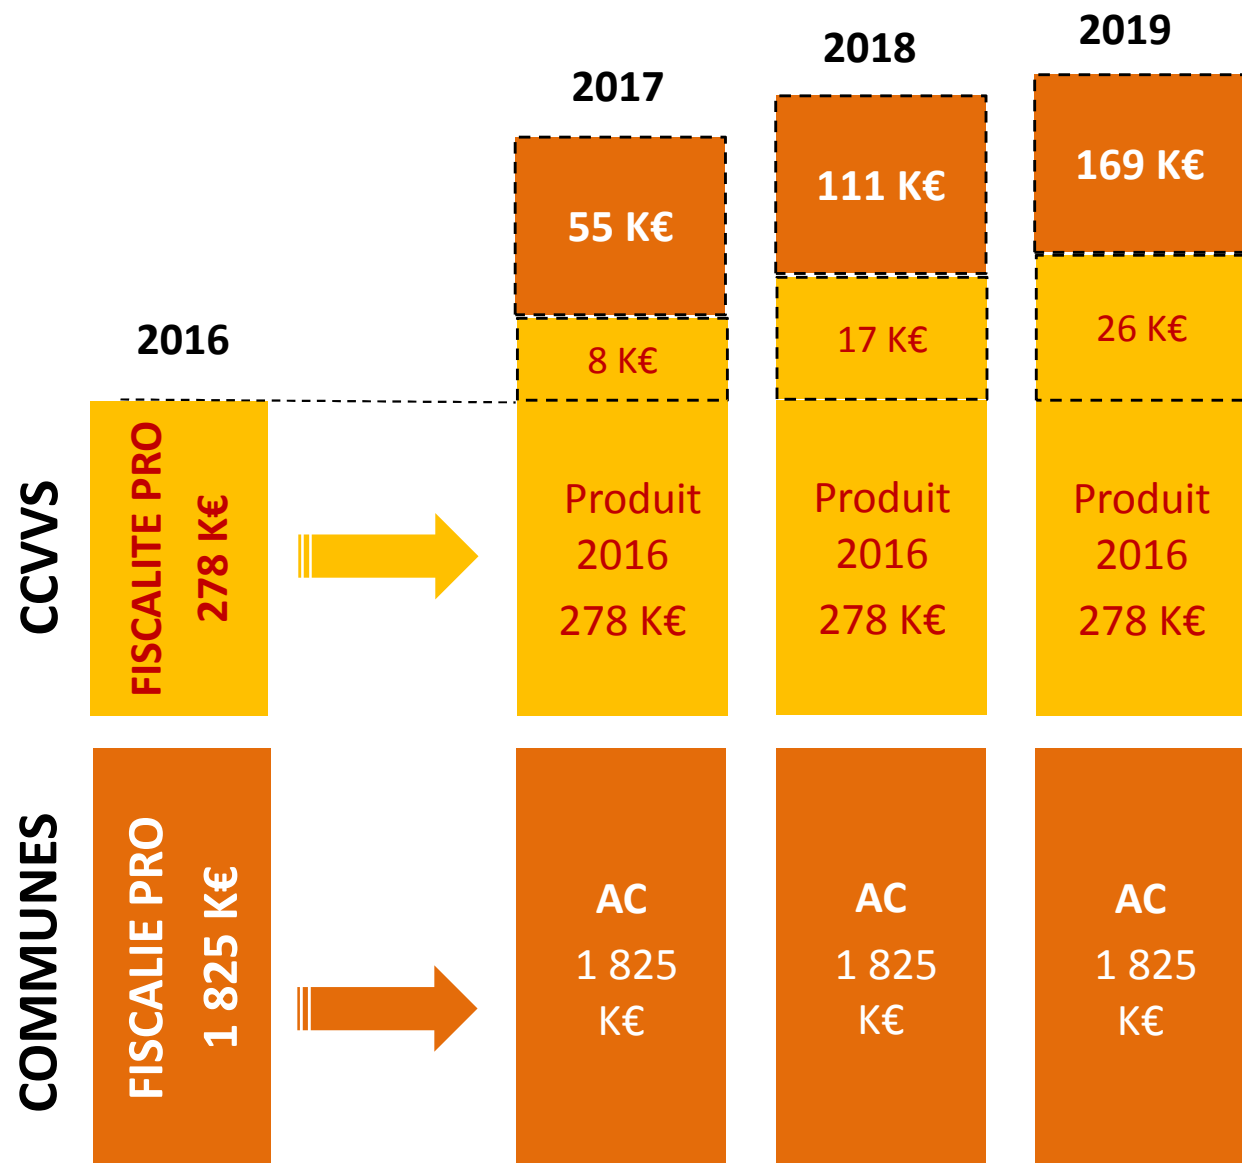 2016
2017
2018
2019
55 K€
111 K€
169 K€
8 K€
17 K€
26 K€
CCVVS
FISCALITE PRO
278 K€
Produit
2016
278 K€
Produit
2016
278 K€
Produit
2016
278 K€
COMMUNES
FISCALIE PRO
1 825 K€
AC
1 825
K€
AC
1 825
K€
AC
1 825
K€